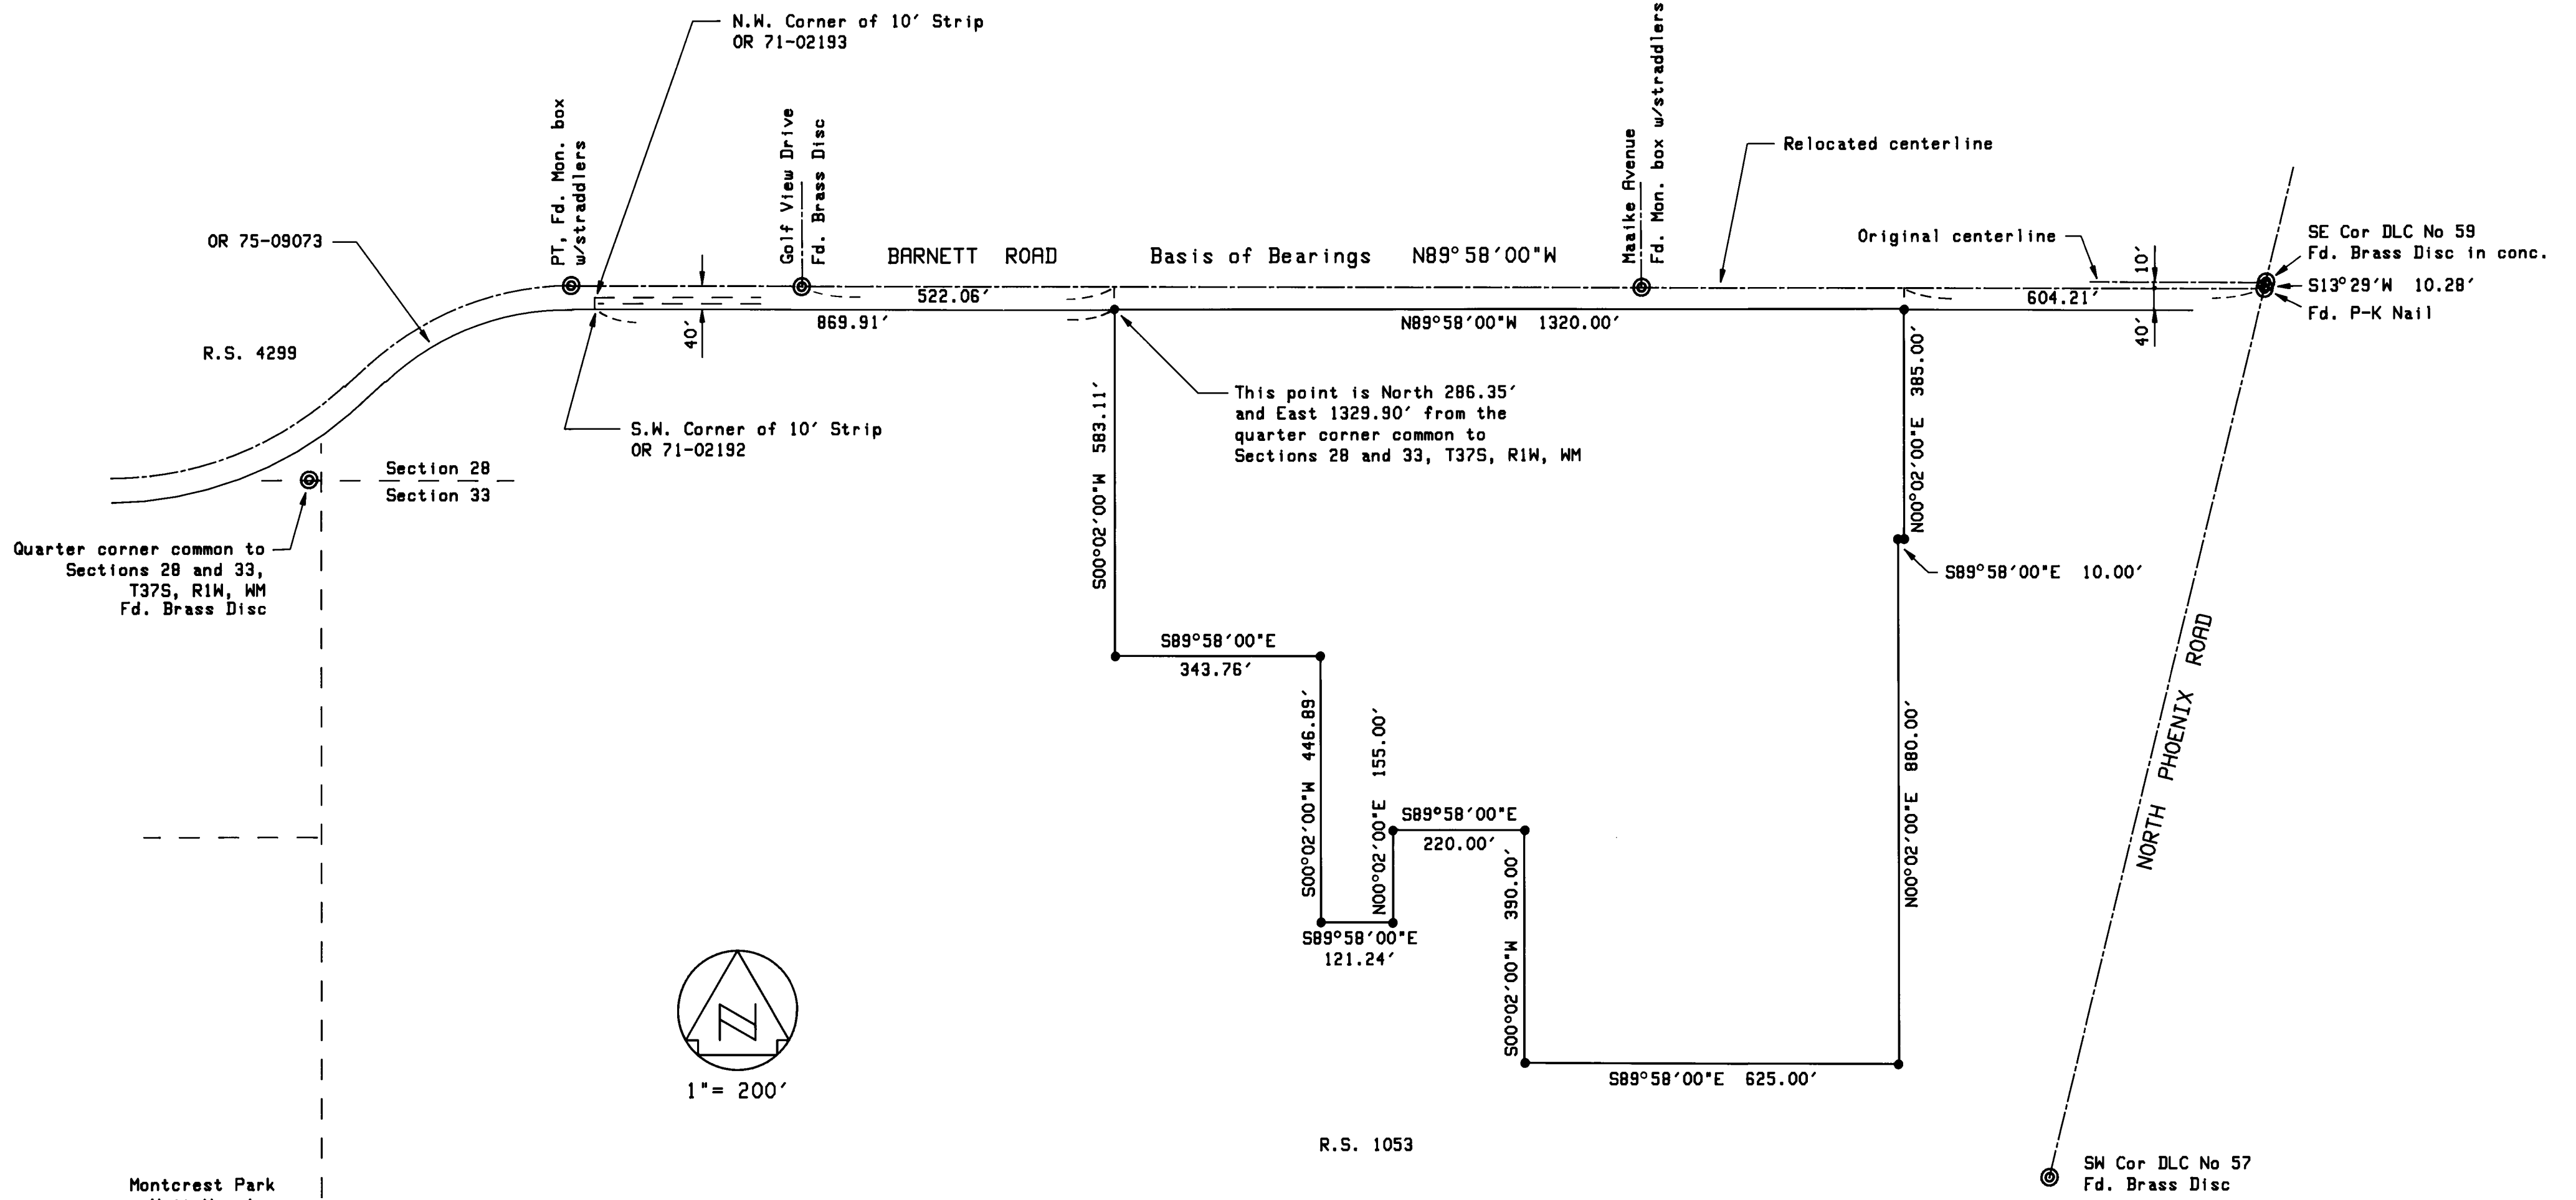 N.W. Corner of 10′ Strip
OR 71-02193
PT, Fd. Mon. box
w/straddlers
Golf View Drive
Fd. Brass Disc
Maaike Avenue
Fd. Mon. box w/straddlers
Relocated centerline
OR 75-09073
BARNETT ROAD
Basis of Bearings N89°58′00"W
Original centerline
10′
SE Cor DLC No 59
Fd. Brass Disc in conc.
S13°29′W 10.28′
Fd. P-K Nail
522.06′
604.21′
40′
869.91′
N89°58′00"W 1320.00′
40′
R.S. 4299
S.W. Corner of 10′ Strip
OR 71-02192
This point is North 286.35′
and East 1329.90′ from the
quarter corner common to
Sections 28 and 33, T37S, R1W, WM
S00°02′00"W 583.11′
N00°02′00"E 385.00′
Section 28
Section 33
Quarter corner common to
Sections 28 and 33,
T37S, R1W, WM
Fd. Brass Disc
S89°58′00"E 10.00′
S89°58′00"E
343.76′
S00°02′00"W 446.89′
N00°02′00"E 155.00′
S89°58′00"E
220.00′
N00°02′00"E 880.00′
NORTH PHOENIX ROAD
S00°02′00"W 390.00′
S89°58′00"E
121.24′
N
1"= 200′
S89°58′00"E 625.00′
R.S. 1053
SW Cor DLC No 57
Fd. Brass Disc
Montcrest Park